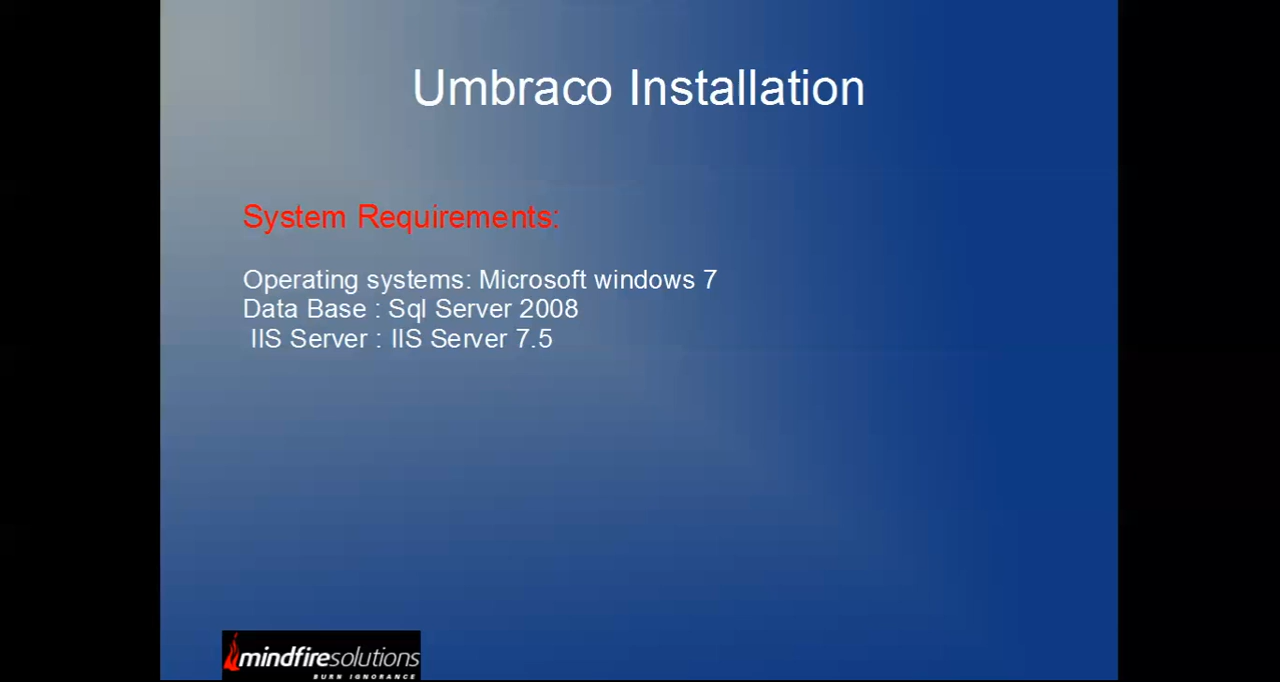 Umbraco Installation
System Requirements:
Operating systems: Microsoft windows 7
Data Base : Sql Server 2008
IIS Server : IIS Server 7.5
mindfiresolutions
BURN IGNORANCE